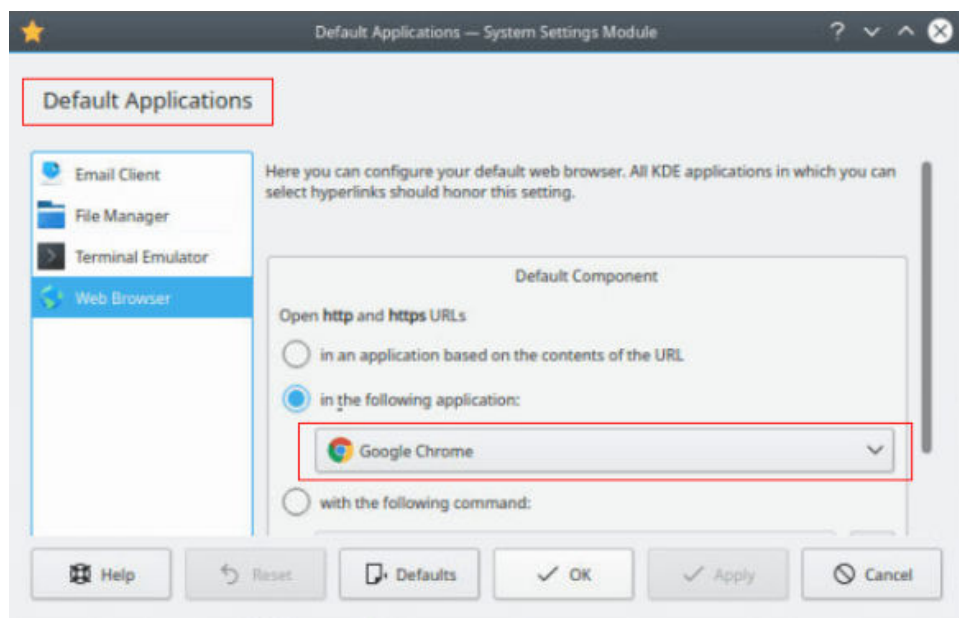 Default Applications — System Settings Module
Default Applications
Email Client
File Manager
Terminal Emulator
Web Browser
Here you can configure your default web browser. All KDE applications in which you can
select hyperlinks should honor this setting.
Default Component
Open http and https URLs
in an application based on the contents of the URL
in the following application:
Google Chrome
with the following command:
Help
Reset
Defaults
OK
Apply
Cancel